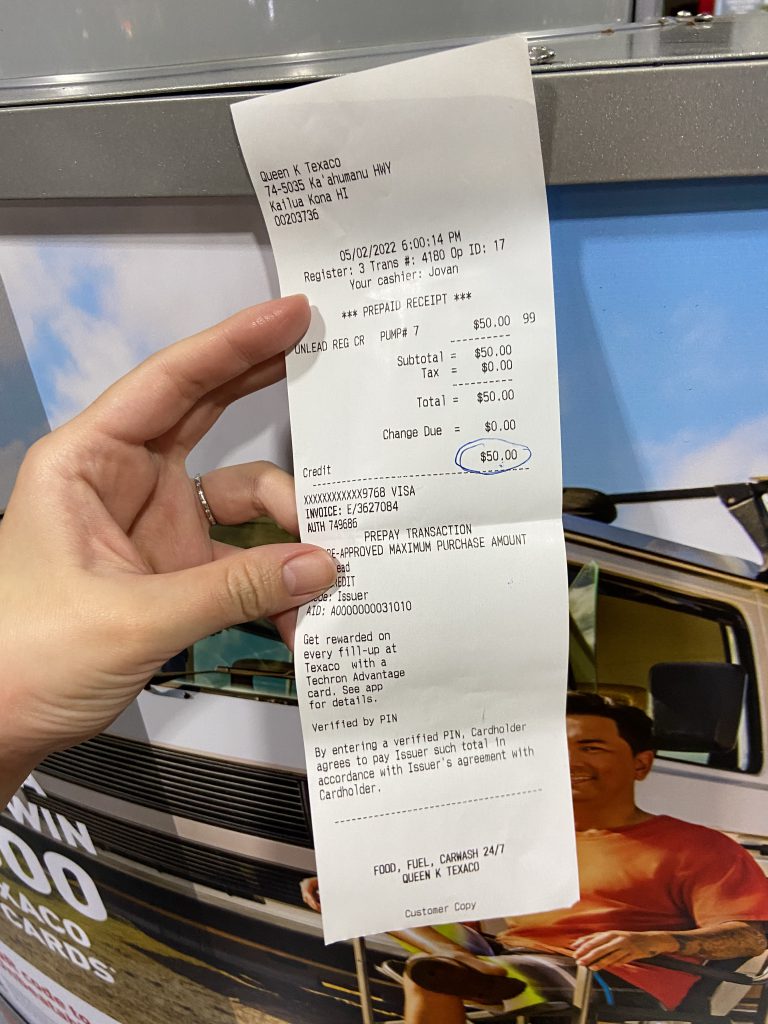 Queen K Texaco
74-5035 Ka'ahumanu HWY
Kailua Kona HI
00203736
05/02/2022 6:00:14 PM
Register: 3 Trans #: 4180 Op ID: 17
Your cashier: Jovan
*** PREPAID RECEIPT ***
UNLEAD REG CR PUMP# 7 $50.00 99
Subtotal = $50.00
Tax = $0.00
Total = $50.00
Change Due = $0.00
Credit $50.00
XXXXXXXXXXXX9768 VISA
INVOICE: E/3627084
AUTH 749686
PREPAY TRANSACTION
E-APPROVED MAXIMUM PURCHASE AMOUNT
ead
EDIT
Issuer
AID: A0000000031010
Get rewarded on
every fill-up at
Texaco with a
Techron Advantage
card. See app
for details.
Verified by PIN
By entering a verified PIN, Cardholder
agrees to pay Issuer such total in
accordance with Issuer's agreement with
Cardholder.
FOOD, FUEL, CARWASH 24/7
QUEEN K TEXACO
Customer Copy
WIN
00
XACO
CARDS*
code to